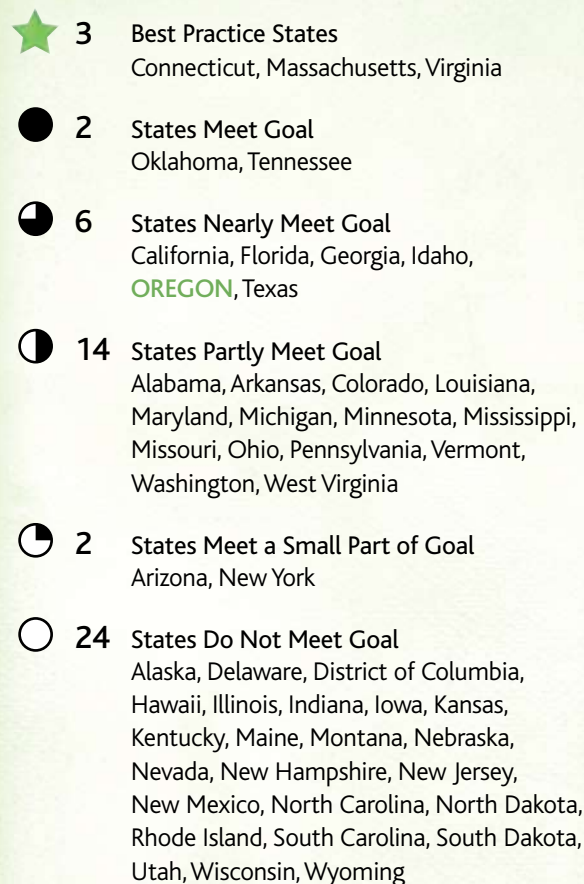 3 Best Practice States
Connecticut, Massachusetts, Virginia
2 States Meet Goal
Oklahoma, Tennessee
6 States Nearly Meet Goal
California, Florida, Georgia, Idaho,
OREGON, Texas
14 States Partly Meet Goal
Alabama, Arkansas, Colorado, Louisiana,
Maryland, Michigan, Minnesota, Mississippi,
Missouri, Ohio, Pennsylvania, Vermont,
Washington, West Virginia
2 States Meet a Small Part of Goal
Arizona, New York
24 States Do Not Meet Goal
Alaska, Delaware, District of Columbia,
Hawaii, Illinois, Indiana, Iowa, Kansas,
Kentucky, Maine, Montana, Nebraska,
Nevada, New Hampshire, New Jersey,
New Mexico, North Carolina, North Dakota,
Rhode Island, South Carolina, South Dakota,
Utah, Wisconsin, Wyoming